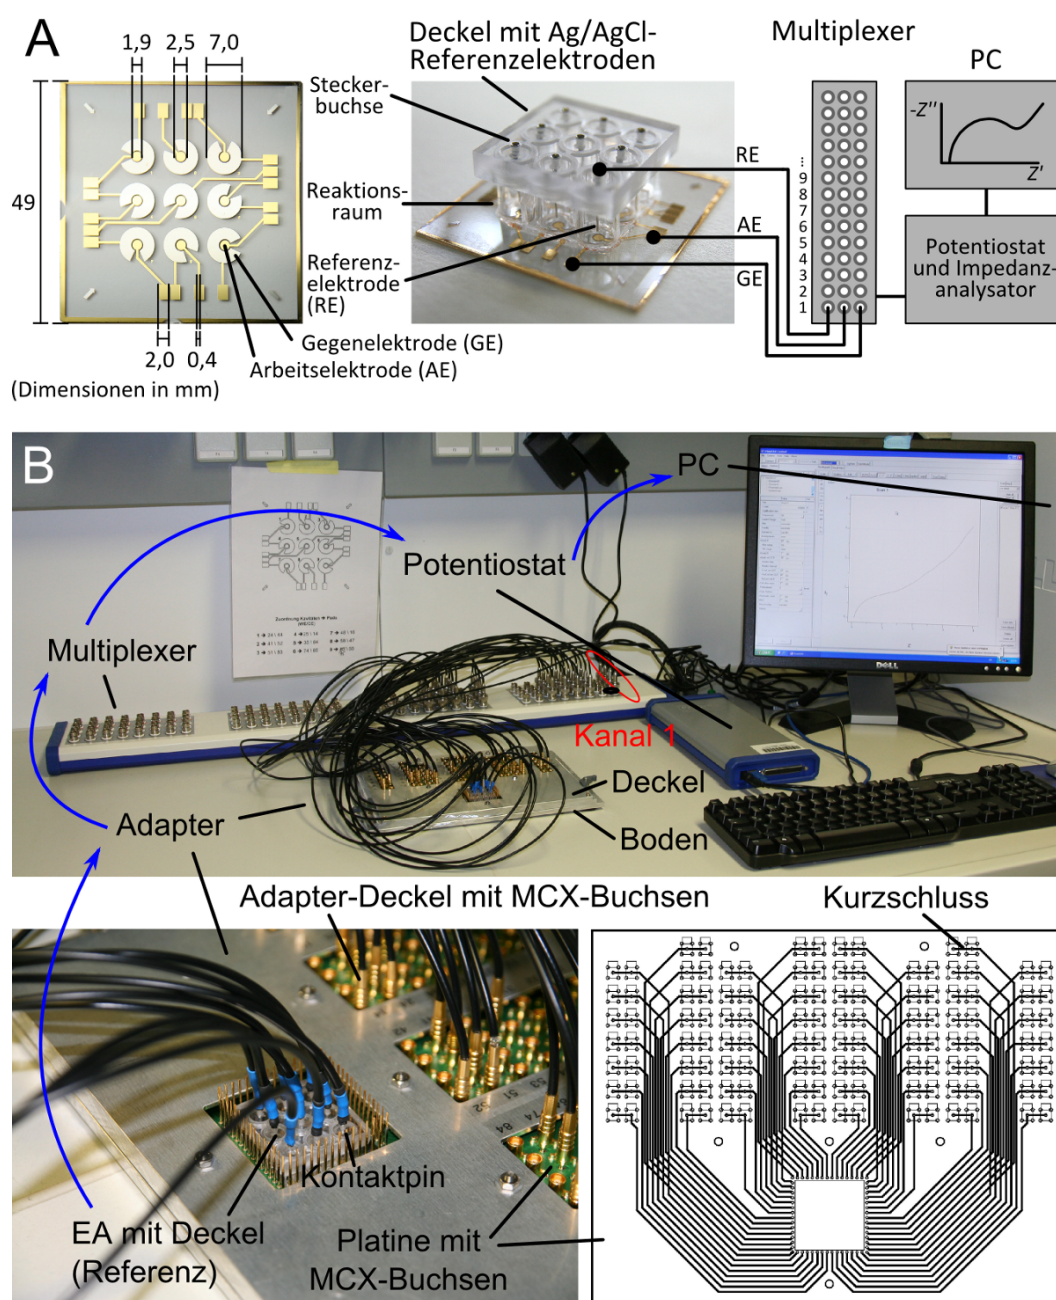 A
1,9
2,5
7,0
49
2,0
0,4
(Dimensionen in mm)
Deckel mit Ag/AgCl-
Referenzelektroden
Stecker-
buchse
Reaktions-
raum
Referenz-
elektrode
(RE)
Gegenelektrode (GE)
Arbeitselektrode (AE)
RE
AE
GE
Multiplexer
...
9
8
7
6
5
4
3
2
1
PC
-Z''
Z'
Potentiostat
und Impedanz-
analysator
B
PC
Potentiostat
Multiplexer
Kanal 1
DELL
Deckel
Boden
Adapter
Adapter-Deckel mit MCX-Buchsen
Kurzschluss
Kontaktpin
EA mit Deckel
(Referenz)
Platine mit
MCX-Buchsen